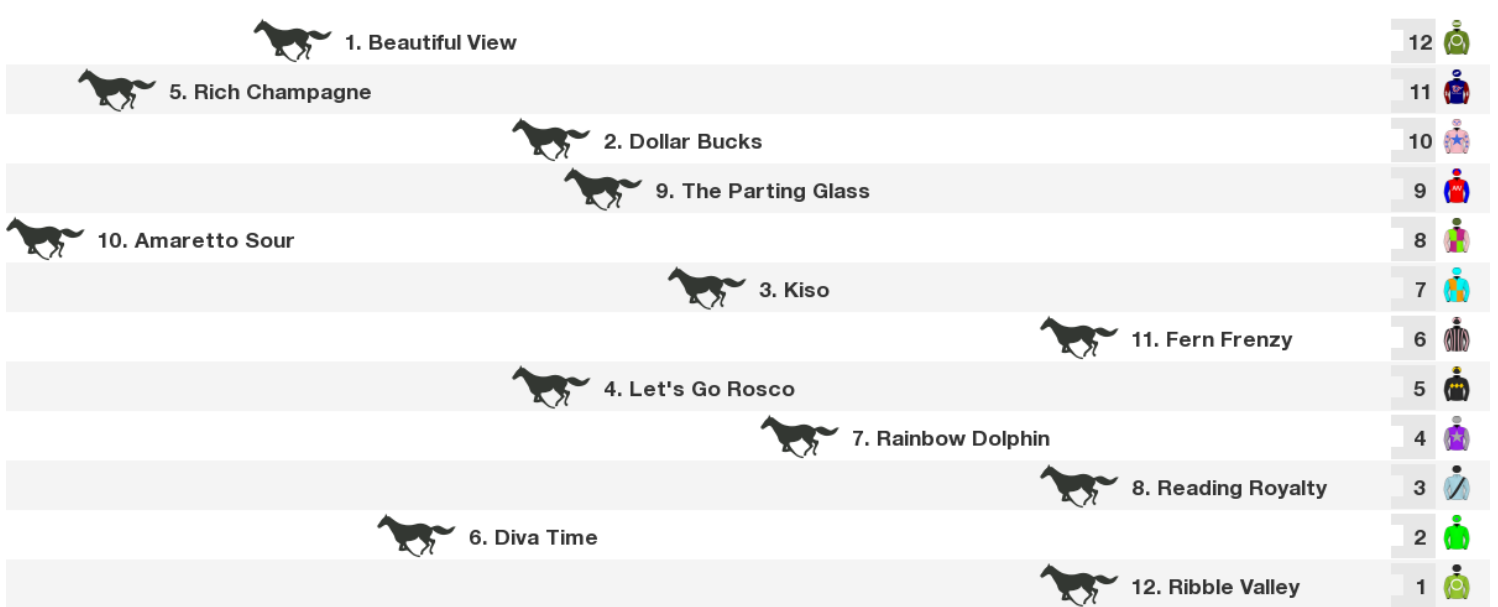 1. Beautiful View 12
5. Rich Champagne 11
2. Dollar Bucks 10
9. The Parting Glass 9
10. Amaretto Sour 8
3. Kiso 7
11. Fern Frenzy 6
4. Let's Go Rosco 5
7. Rainbow Dolphin 4
8. Reading Royalty 3
6. Diva Time 2
12. Ribble Valley 1